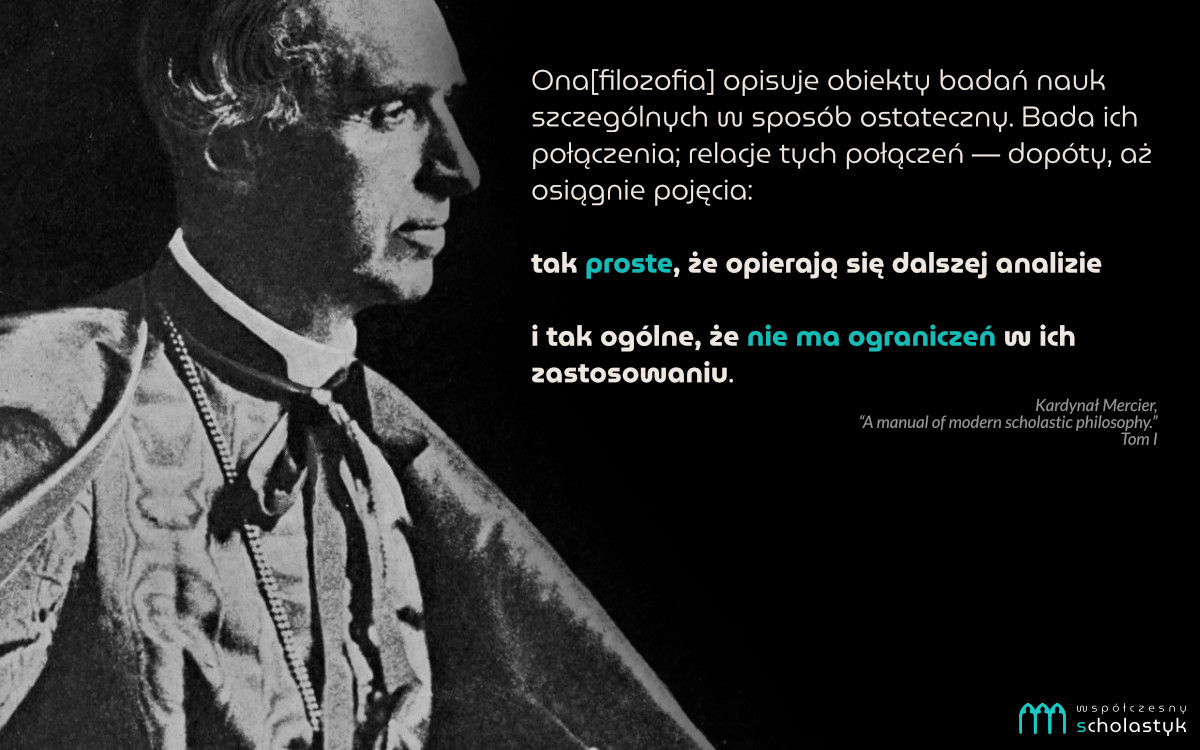 Ona[filozofia] opisuje obiekty badań nauk
szczególnych w sposób ostateczny. Bada ich
połączenia; relacje tych połączeń — dopóty, aż
osiągnie pojęcia:
tak proste, że opierają się dalszej analizie
i tak ogólne, że nie ma ograniczeń w ich
zastosowaniu.
Kardynał Mercier,
“A manual of modern scholastic philosophy.”
Tom I
współczesny
scholastyk